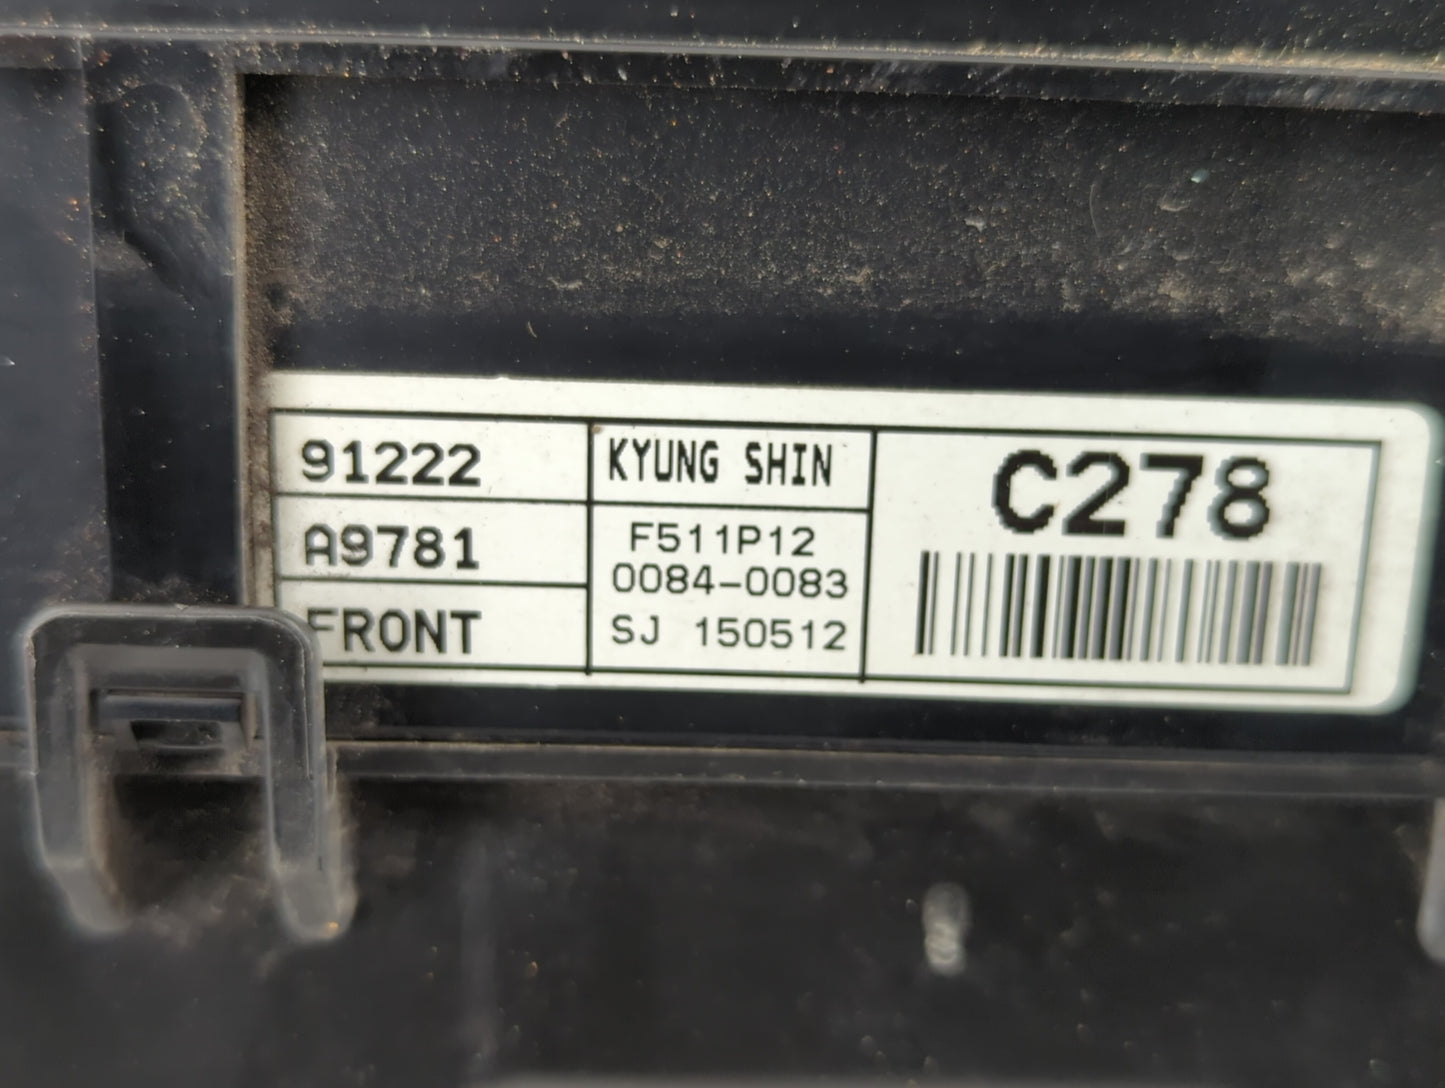 91222
A9781
FRONT
KYUNG SHIN
F511P12
0084-0083
SJ 150512
C278